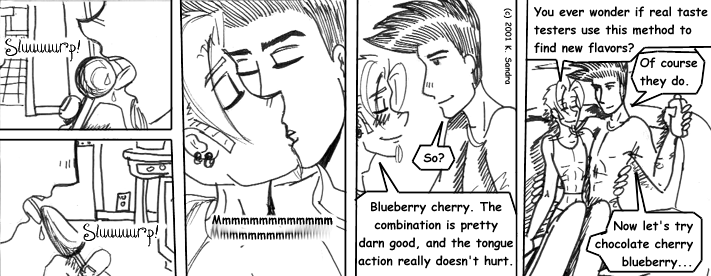 Sluuuuurp!
Sluuuuurp!
Mmmmmmmmmmmmm
Mmmmmmmmmmmmm
(c) 2001 K. Sandra
So?
Blueberry cherry. The
combination is pretty
darn good, and the tongue
action really doesn't hurt.
You ever wonder if real taste
testers use this method to
find new flavors?
Of course
they do.
Now let's try
chocolate cherry
blueberry...